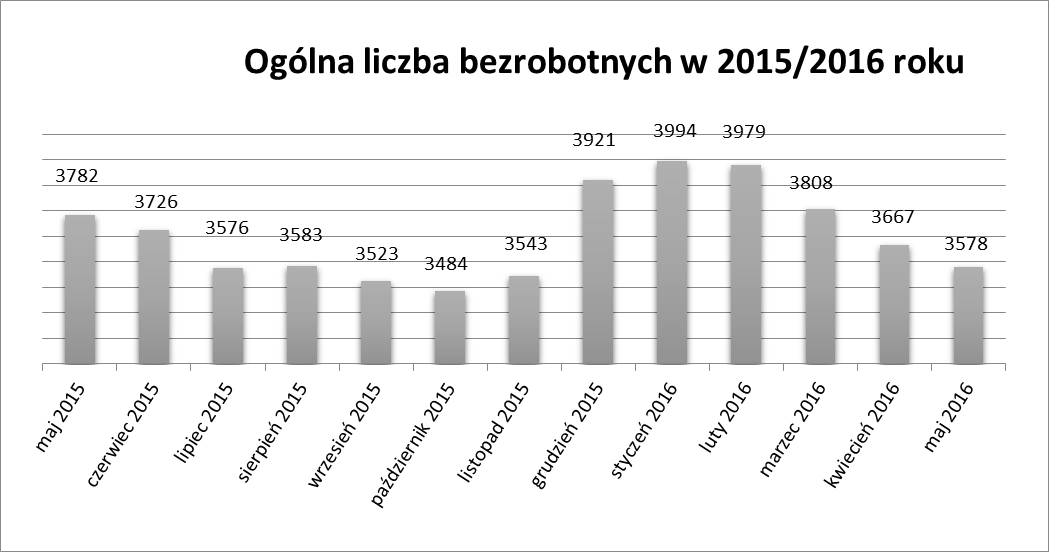 Ogólna liczba bezrobotnych w 2015/2016 roku
3782
3726
3576
3583
3523
3484
3543
3921
3994
3979
3808
3667
3578
maj 2015
czerwiec 2015
lipiec 2015
sierpień 2015
wrzesień 2015
październik 2015
listopad 2015
grudzień 2015
styczeń 2016
luty 2016
marzec 2016
kwiecień 2016
maj 2016